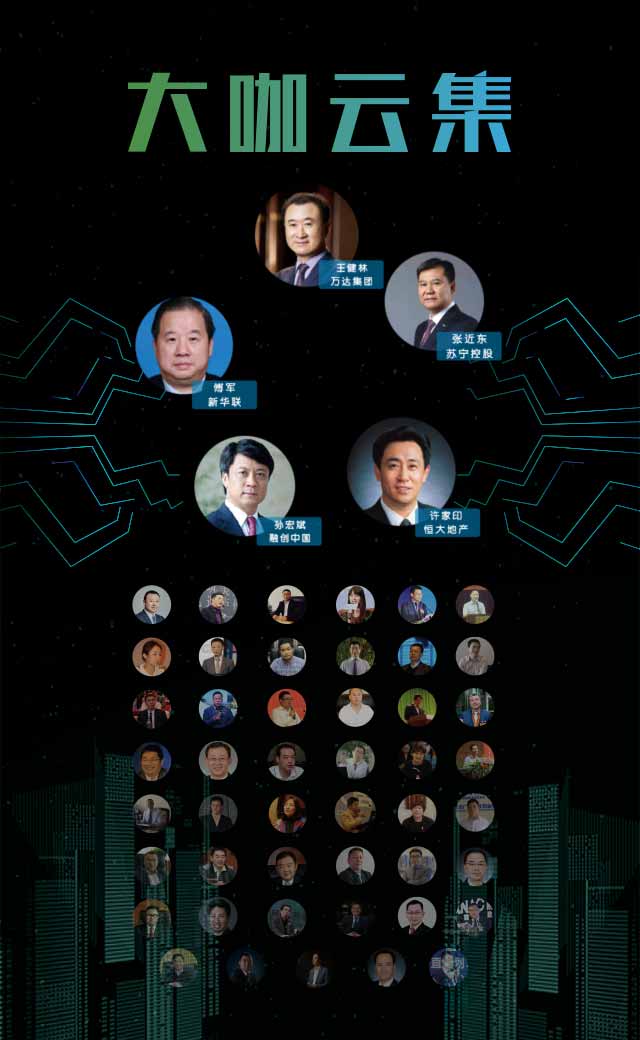 大咖云集
王健林
万达集团
张近东
苏宁控股
傅军
新华联
孙宏斌
融创中国
许家印
恒大地产